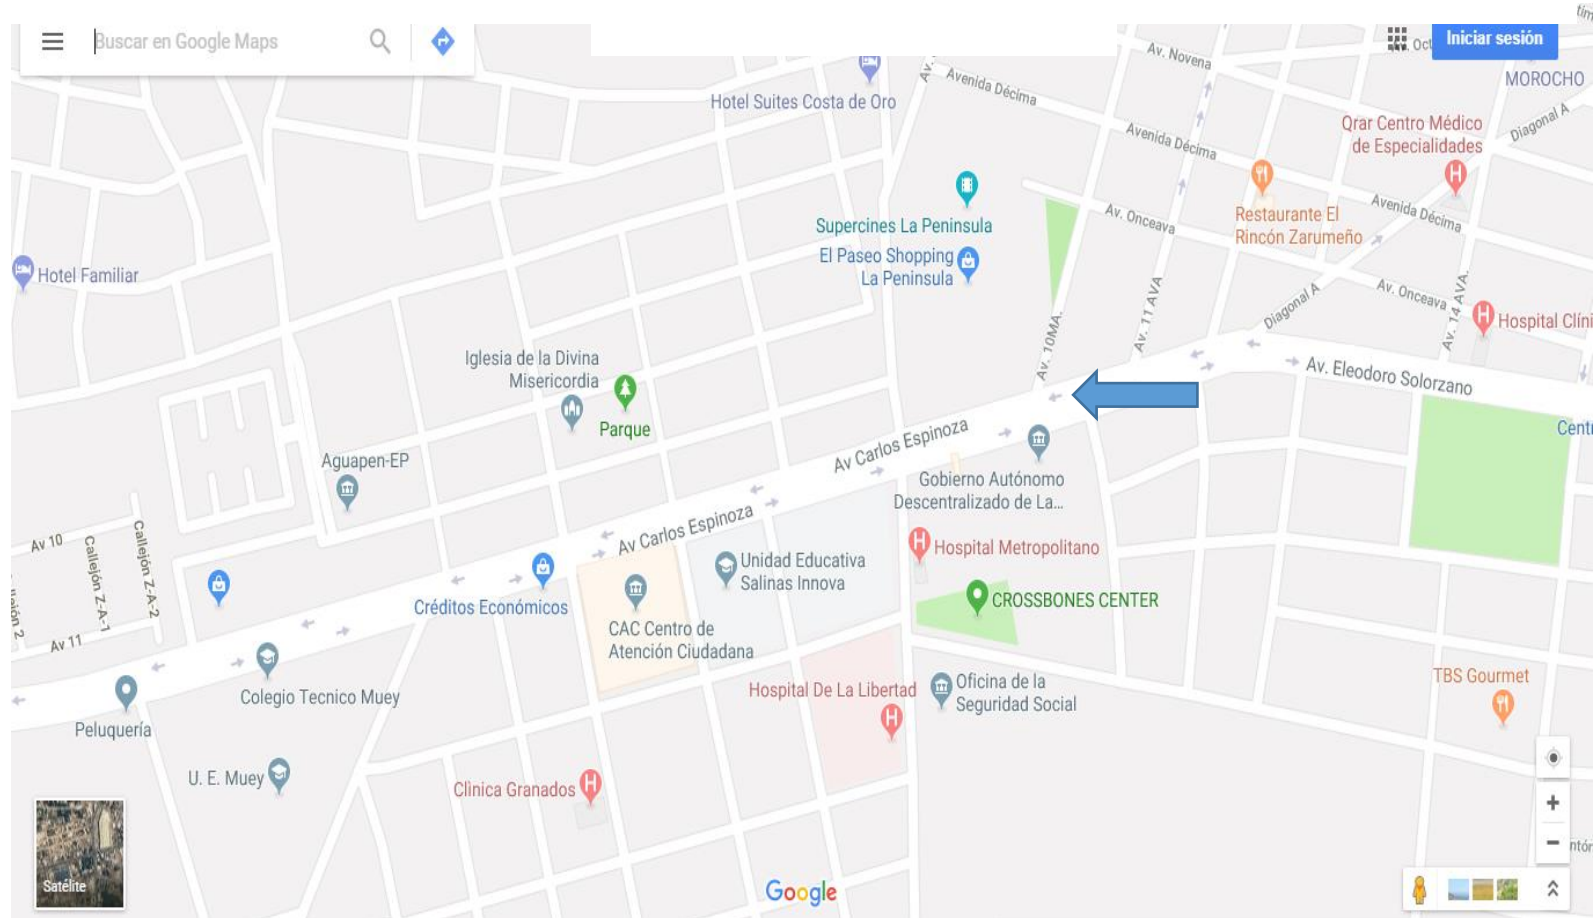 Buscar en Google Maps
Iniciar sesión
Av. Novena
MOROCHO
Avenida Décima
Hotel Suites Costa de Oro
Diagonal A
Qrar Centro Médico
de Especialidades
Avenida Décima
Supercines La Peninsula
Av. Onceava
Restaurante El
Rincón Zarumeño
Avenida Décima
El Paseo Shopping
La Peninsula
Hotel Familiar
Av. 11 AVA
Diagonal A
Av. Onceava
Av. 14 AVA.
Hospital Clíni
Av. 10MA.
Iglesia de la Divina
Misericordia
Av. Eleodoro Solorzano
Parque
Av Carlos Espinoza
Centr
Aguapen-EP
Gobierno Autónomo
Descentralizado de La...
Av Carlos Espinoza
Av 10
Callejón Z-A-1
Callejón Z-A-2
Hospital Metropolitano
Unidad Educativa
Salinas Innova
Créditos Económicos
CROSSBONES CENTER
CAC Centro de
Atención Ciudadana
Av 11
Colegio Tecnico Muey
Hospital De La Libertad
Oficina de la
Seguridad Social
TBS Gourmet
Peluquería
U. E. Muey
Clìnica Granados
Satélite
Google